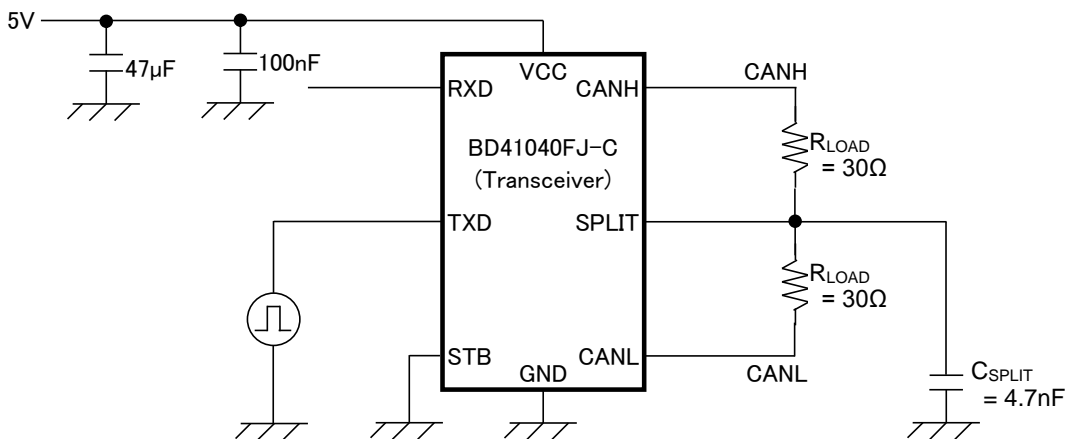 5V
47µF
100nF
VCC
RXD
CANH
CANH
BD41040FJ-C
(Transceiver)
RLOAD
= 30Ω
TXD
SPLIT
RLOAD
= 30Ω
STB
CANL
CANL
GND
CSPLIT
= 4.7nF